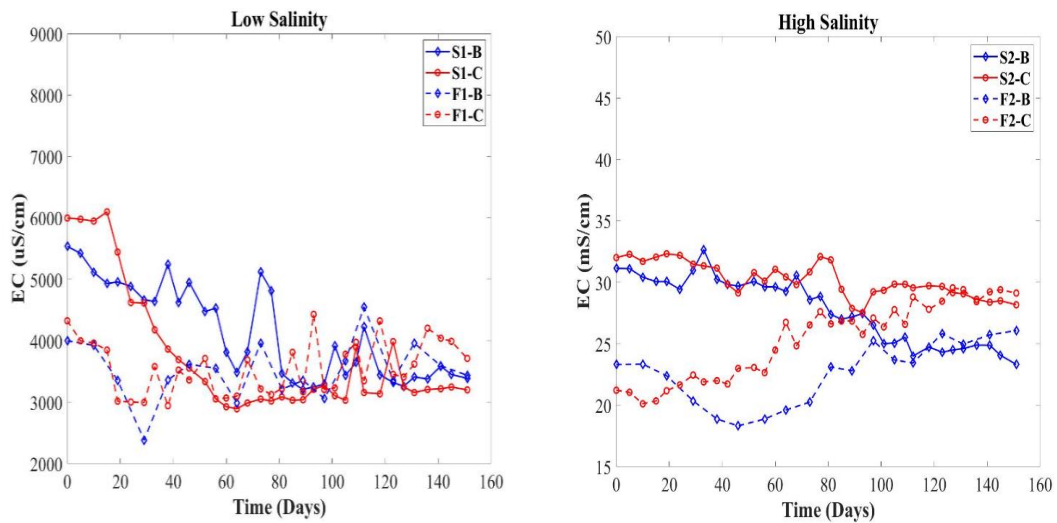 Low Salinity
9000
8000
7000
6000
5000
4000
3000
2000
EC (uS/cm)
0 20 40 60 80 100 120 140 160
Time (Days)
S1-B
S1-C
F1-B
F1-C
High Salinity
50
45
40
35
30
25
20
15
EC (mS/cm)
0 20 40 60 80 100 120 140 160
Time (Days)
S2-B
S2-C
F2-B
F2-C